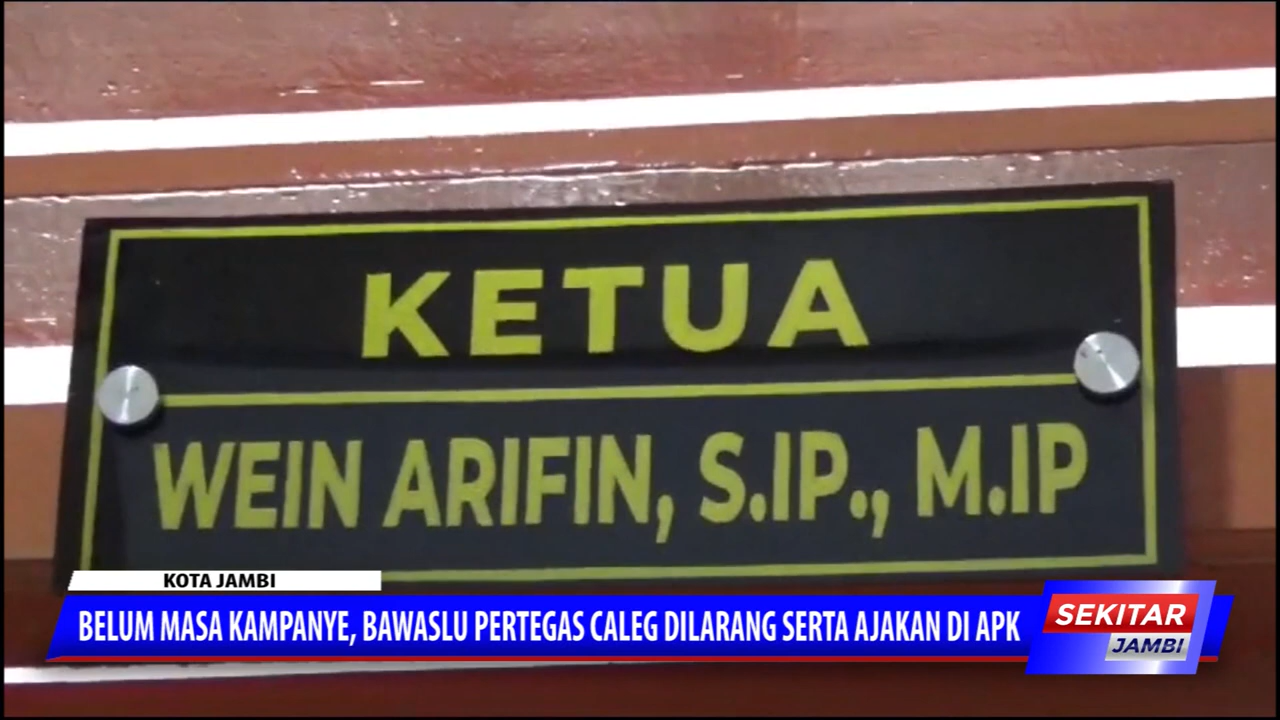 KETUA
WEIN ARIFIN, S.IP., M.IP
KOTA JAMBI
BELUM MASA KAMPANYE, BAWASLU PERTEGAS CALEG DILARANG SERTA AJAKAN DI APK
SEKITAR
JAMBI